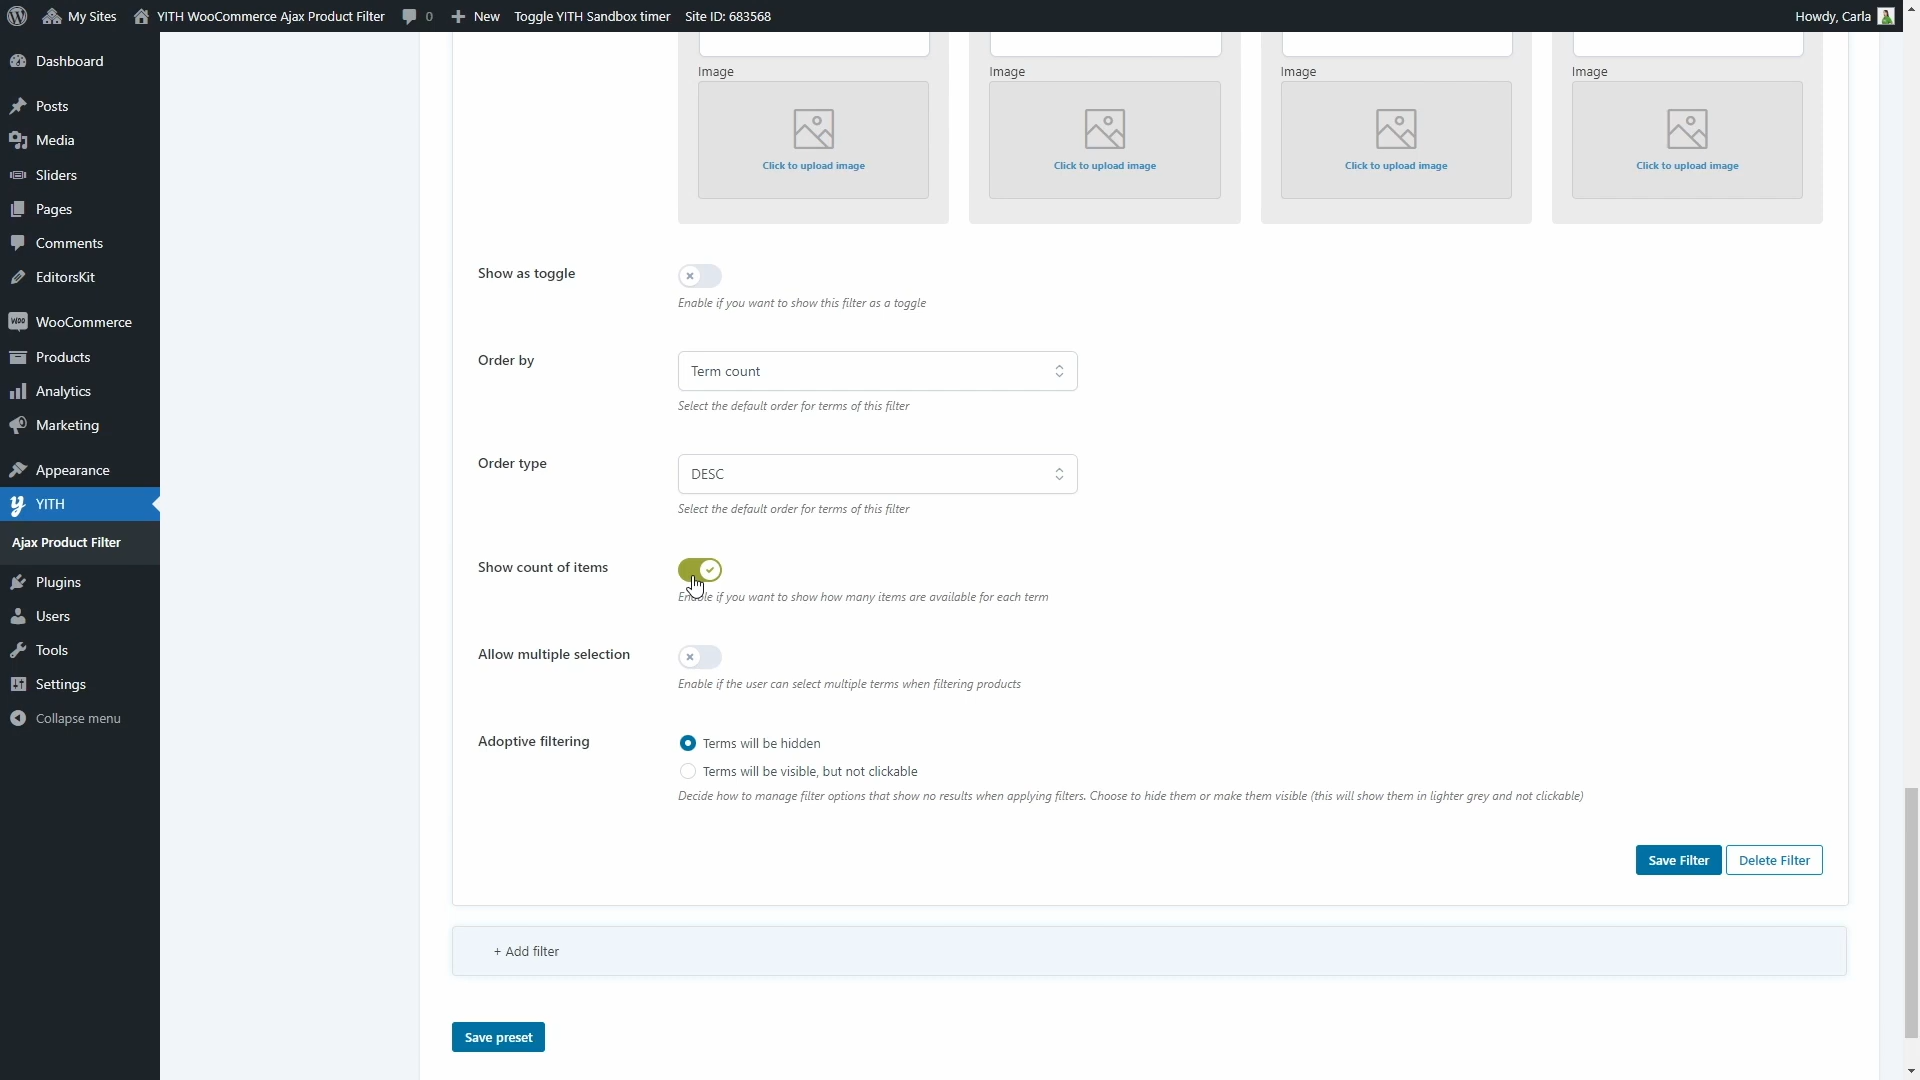 My Sites YITH WooCommerce Ajax Product Filter 0 New Toggle YITH Sandbox timer Site ID: 683568 Howdy, Carla
Dashboard
Posts
Media
Sliders
Pages
Comments
EditorsKit
WooCommerce
Products
Analytics
Marketing
Appearance
YITH
Ajax Product Filter
Plugins
Users
Tools
Settings
Collapse menu
Image Image Image Image
Click to upload image Click to upload image Click to upload image Click to upload image
Show as toggle
Enable if you want to show this filter as a toggle
Order by
Term count
Select the default order for terms of this filter
Order type
DESC
Select the default order for terms of this filter
Show count of items
Enable if you want to show how many items are available for each term
Allow multiple selection
Enable if the user can select multiple terms when filtering products
Adoptive filtering
Terms will be hidden
Terms will be visible, but not clickable
Decide how to manage filter options that show no results when applying filters. Choose to hide them or make them visible (this will show them in lighter grey and not clickable)
Save Filter Delete Filter
+ Add filter
Save preset